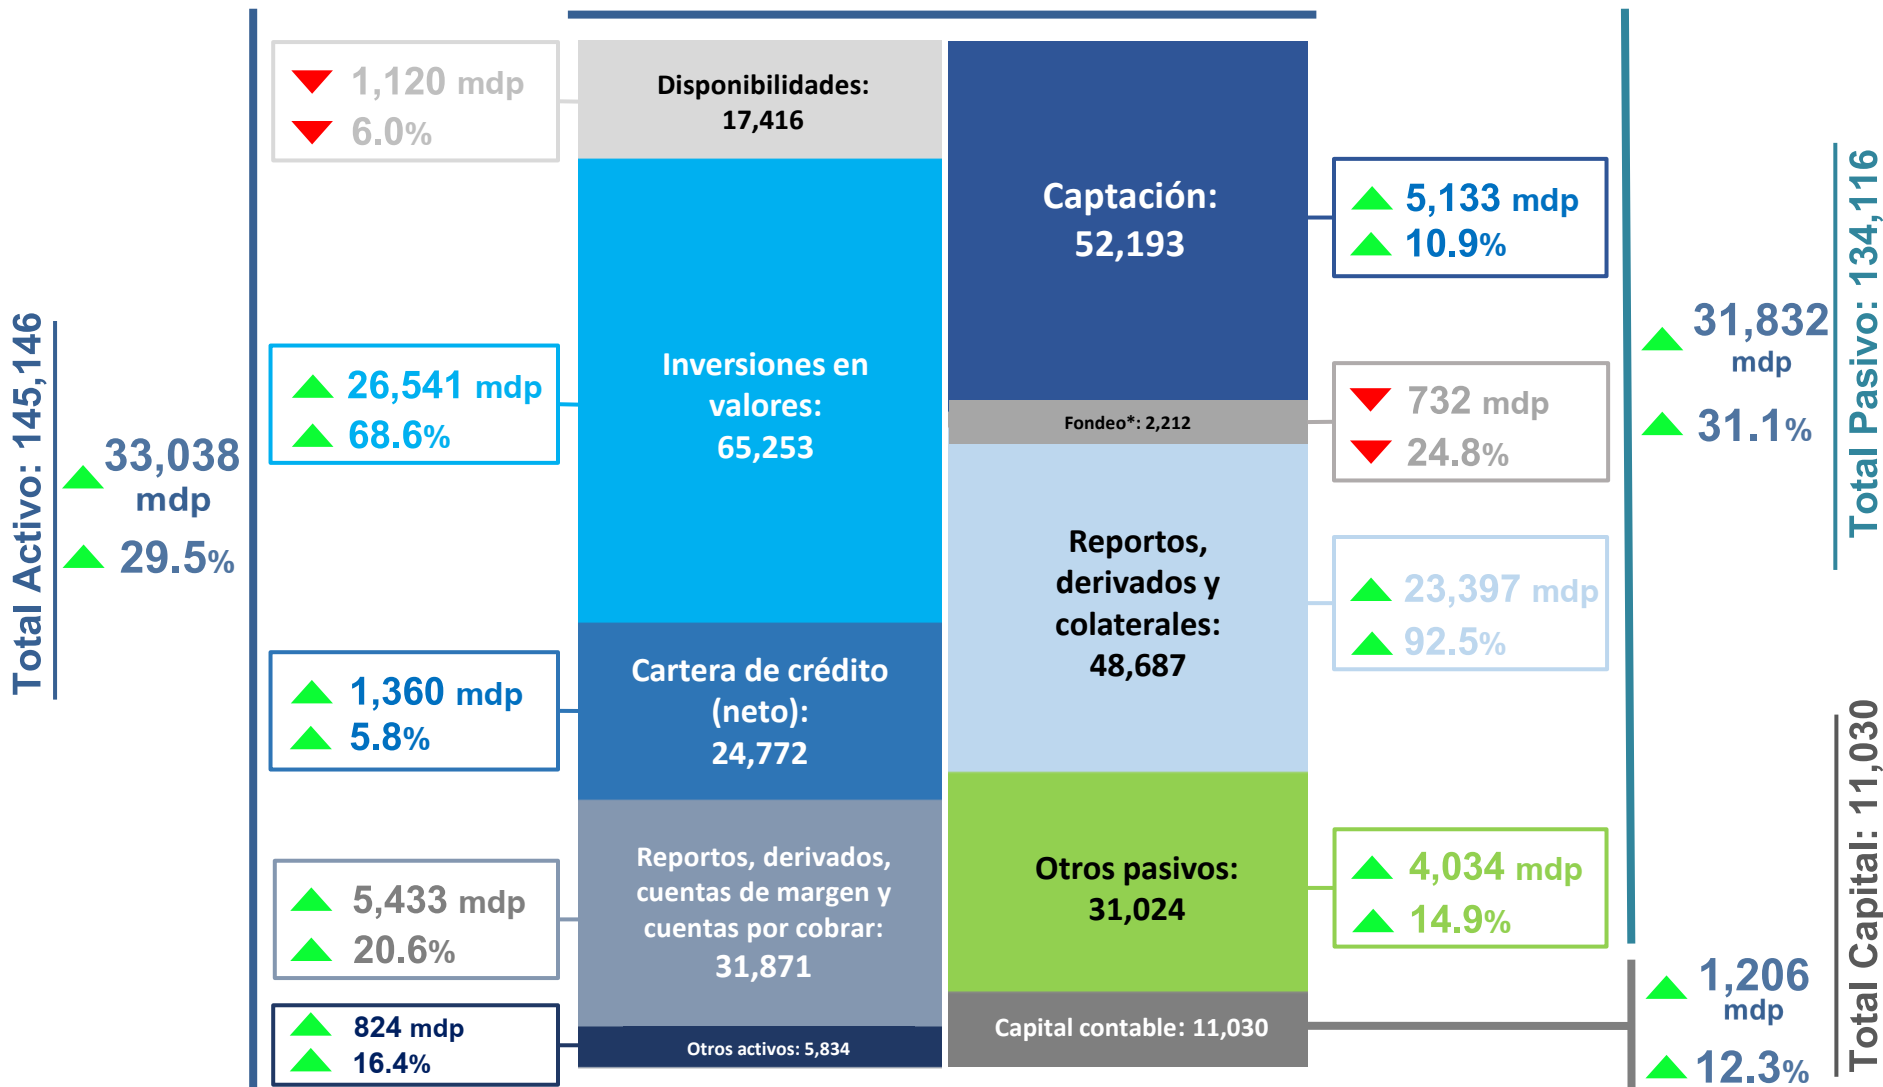 Total Activo: 145,146
33,038
mdp
29.5%
1,120 mdp
6.0%
26,541 mdp
68.6%
1,360 mdp
5.8%
5,433 mdp
20.6%
824 mdp
16.4%
Disponibilidades:
17,416
Inversiones en
valores:
65,253
Cartera de crédito
(neto):
24,772
Reportos, derivados,
cuentas de margen y
cuentas por cobrar:
31,871
Otros activos: 5,834
Captación:
52,193
Fondeo*: 2,212
Reportos,
derivados y
colaterales:
48,687
Otros pasivos:
31,024
Capital contable: 11,030
5,133 mdp
10.9%
732 mdp
24.8%
23,397 mdp
92.5%
4,034 mdp
14.9%
31,832
mdp
31.1%
Total Pasivo: 134,116
1,206
mdp
12.3%
Total Capital: 11,030